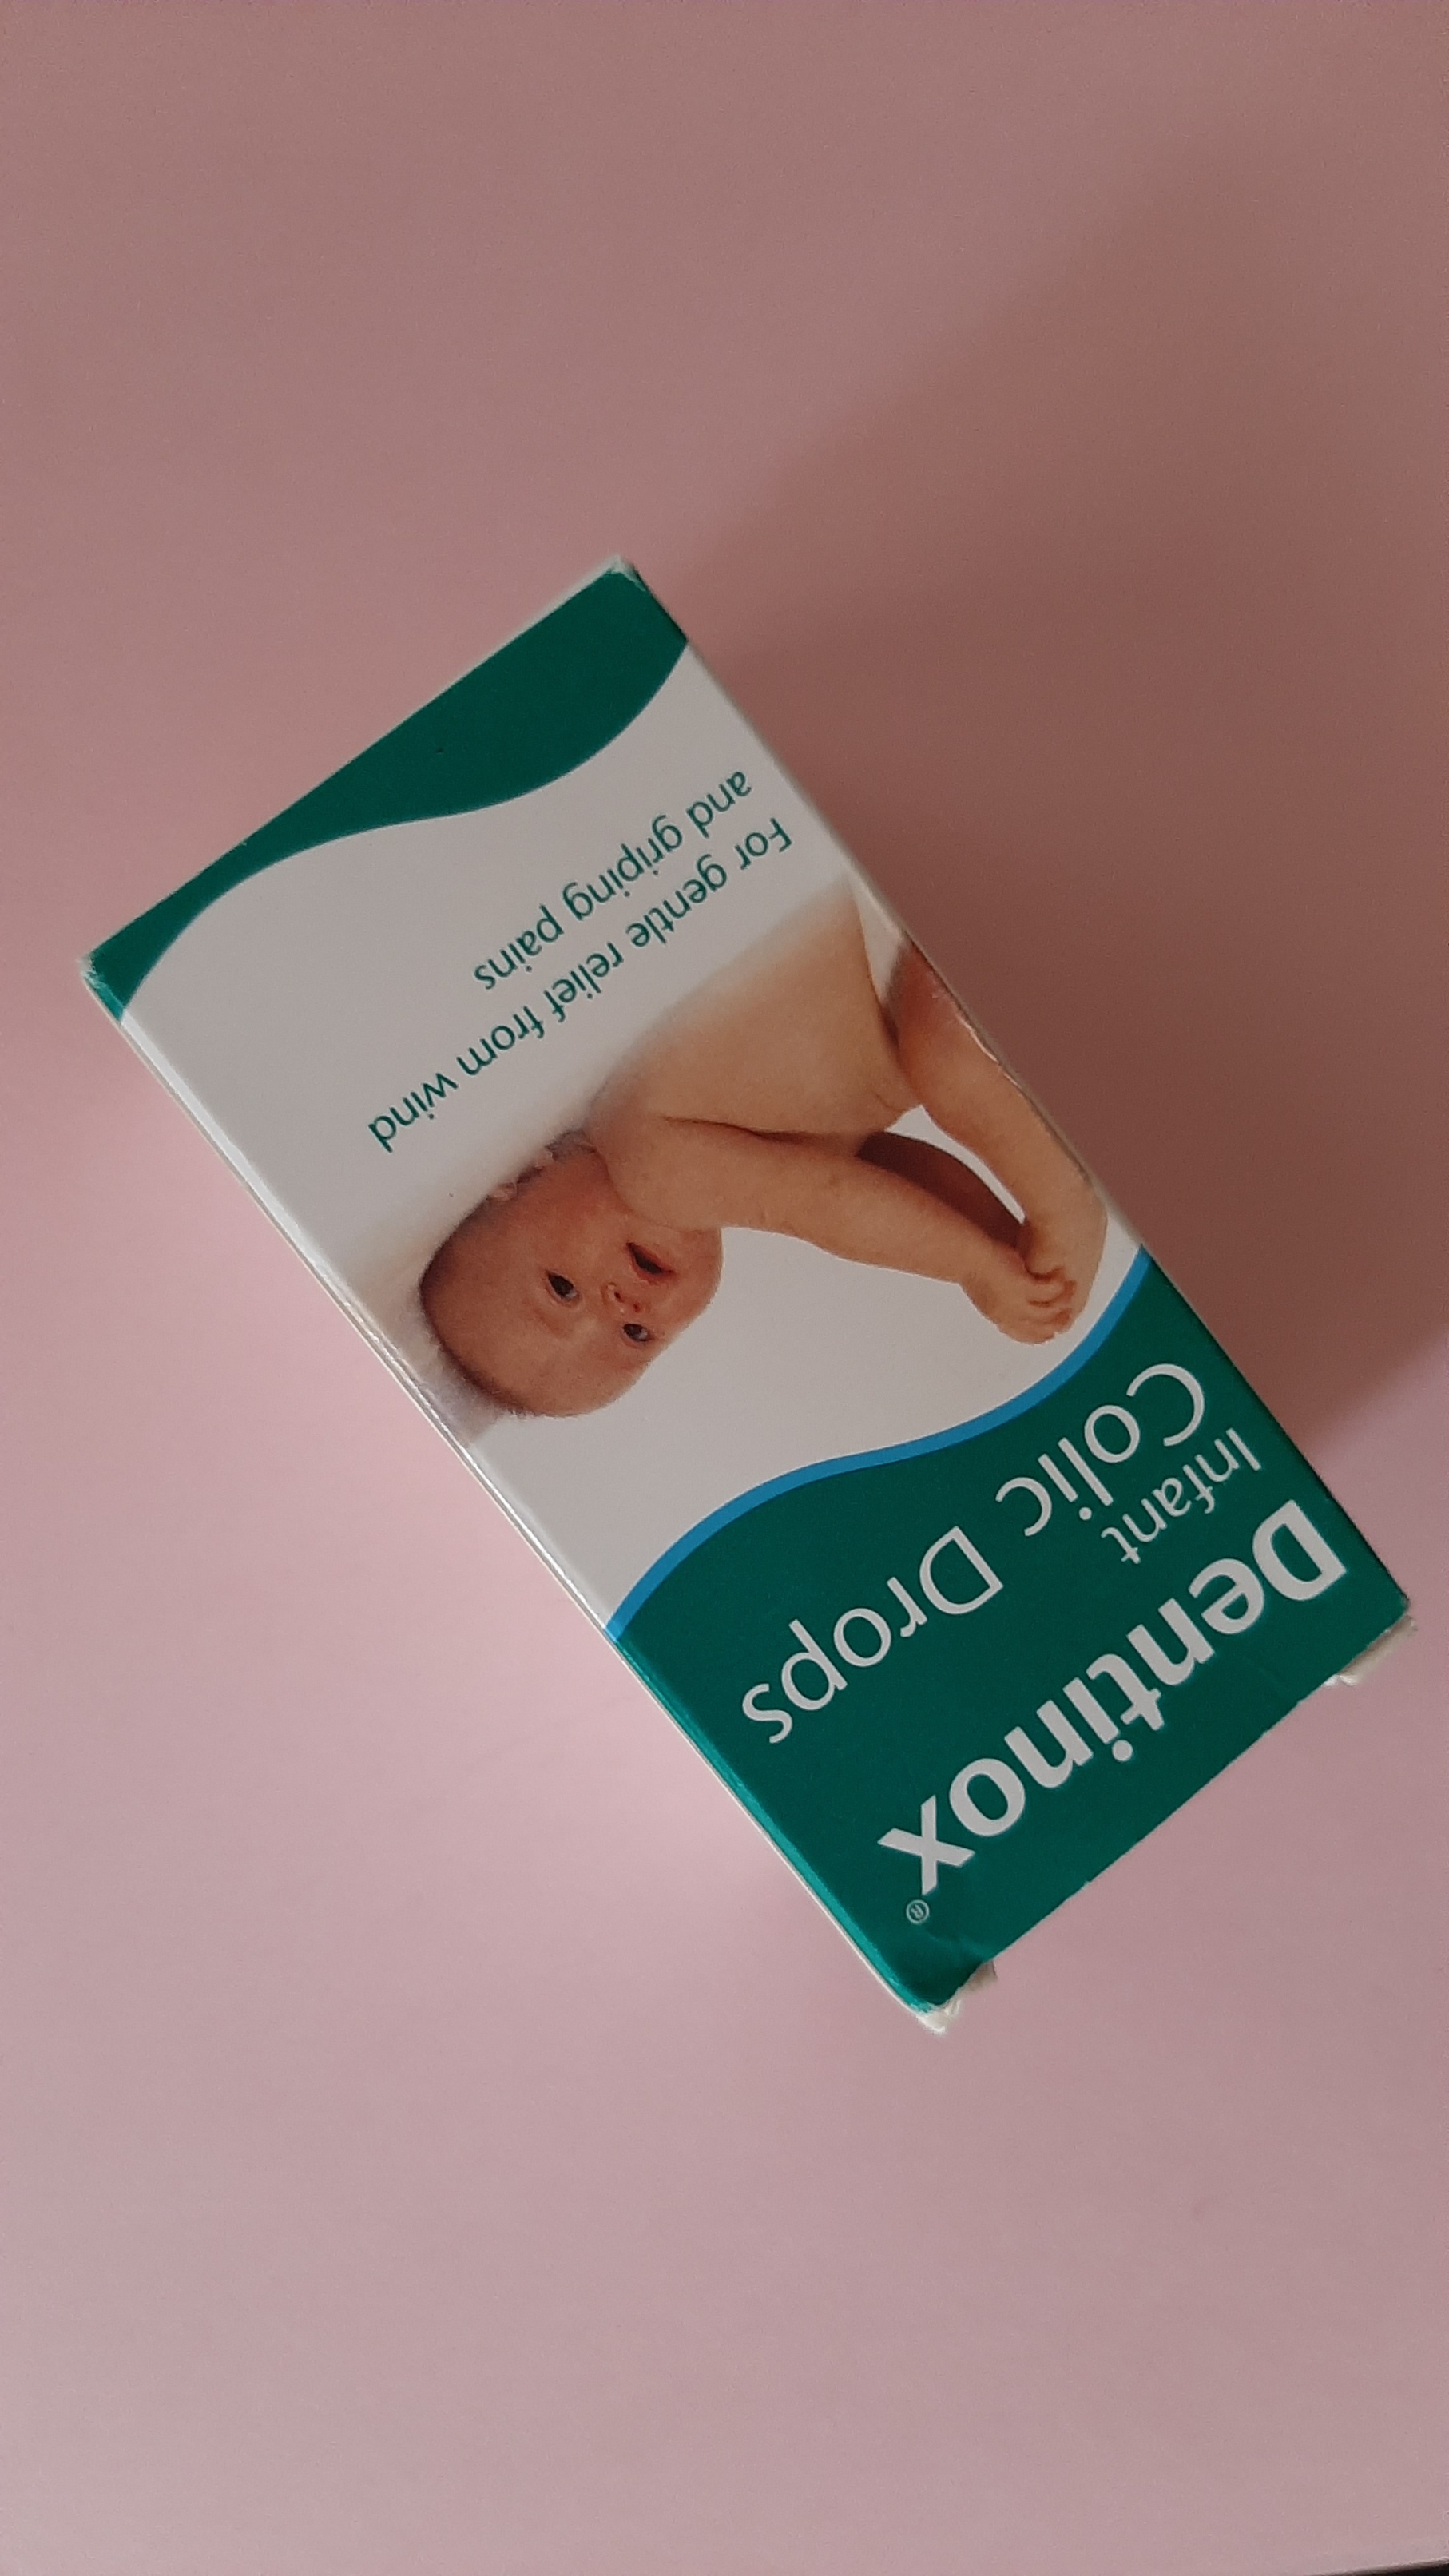 Dentinox®
Infant
Colic Drops
For gentle relief from wind
and griping pains